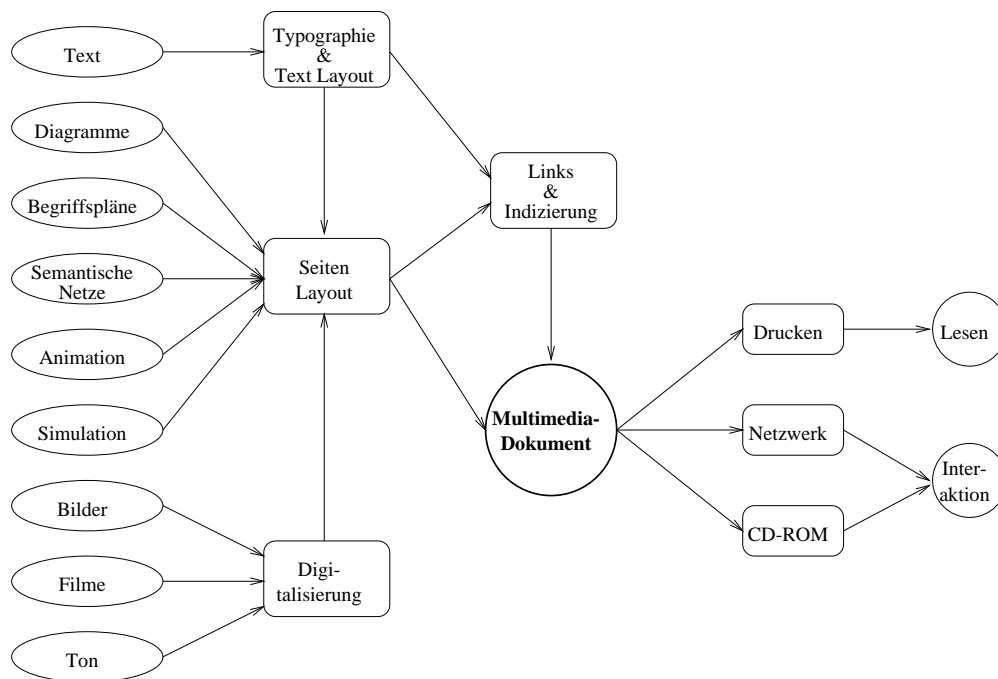 Text
Typographie
&
Text Layout
Diagramme
Begriffspläne
Semantische
Netze
Animation
Simulation
Bilder
Filme
Ton
Seiten
Layout
Digi-
talisierung
Links
&
Indizierung
Multimedia-
Dokument
Drucken
Netzwerk
CD-ROM
Lesen
Inter-
aktion